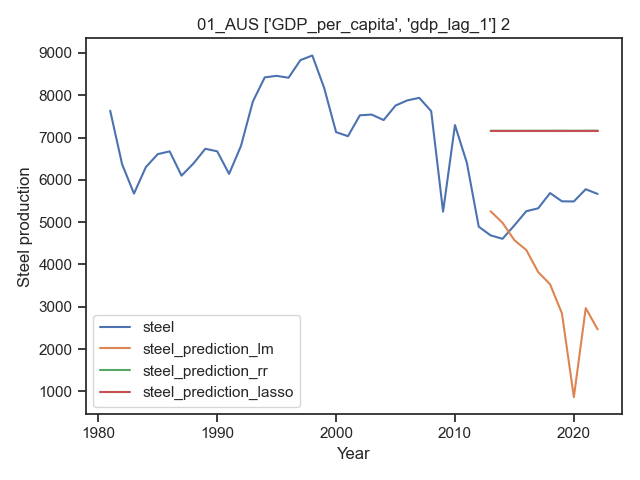 01_AUS ['GDP_per_capita', 'gdp_lag_1'] 2
9000
8000
7000
6000
5000
4000
3000
2000
1000
Steel production
steel
steel_prediction_lm
steel_prediction_rr
steel_prediction_lasso
1980
1990
2000
2010
2020
Year